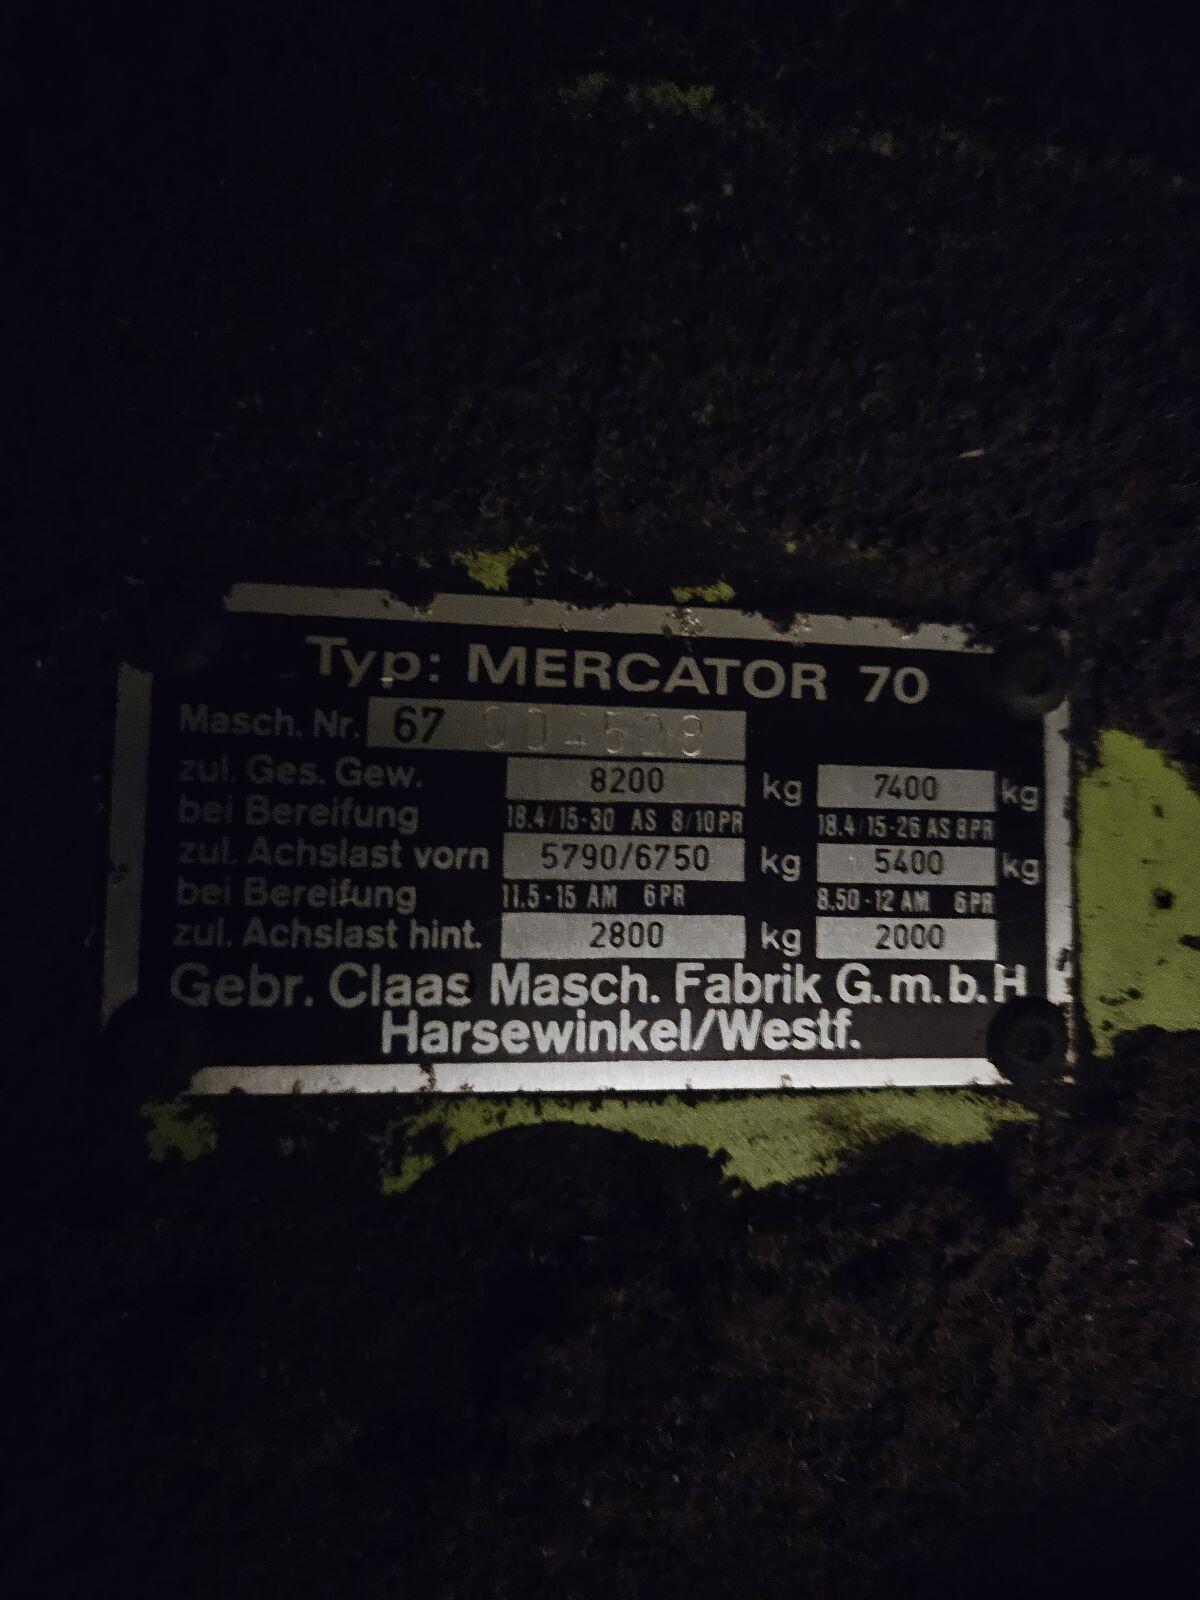 Typ: MERCATOR 70
Masch. Nr. 67
zul. Ges. Gew. 8200 kg 7400 kg
bei Bereifung 18.4/15-30 AS 8/10PR 18.4/15-26 AS 8PR
zul. Achslast vorn 5790/6750 kg 5400 kg
bei Bereifung 11.5-15 AM 6PR 8.50-12 AM 6PR
zul. Achslast hint. 2800 kg 2000
Gebr. Claas Masch. Fabrik G.m.b.H
Harsewinkel/Westf.